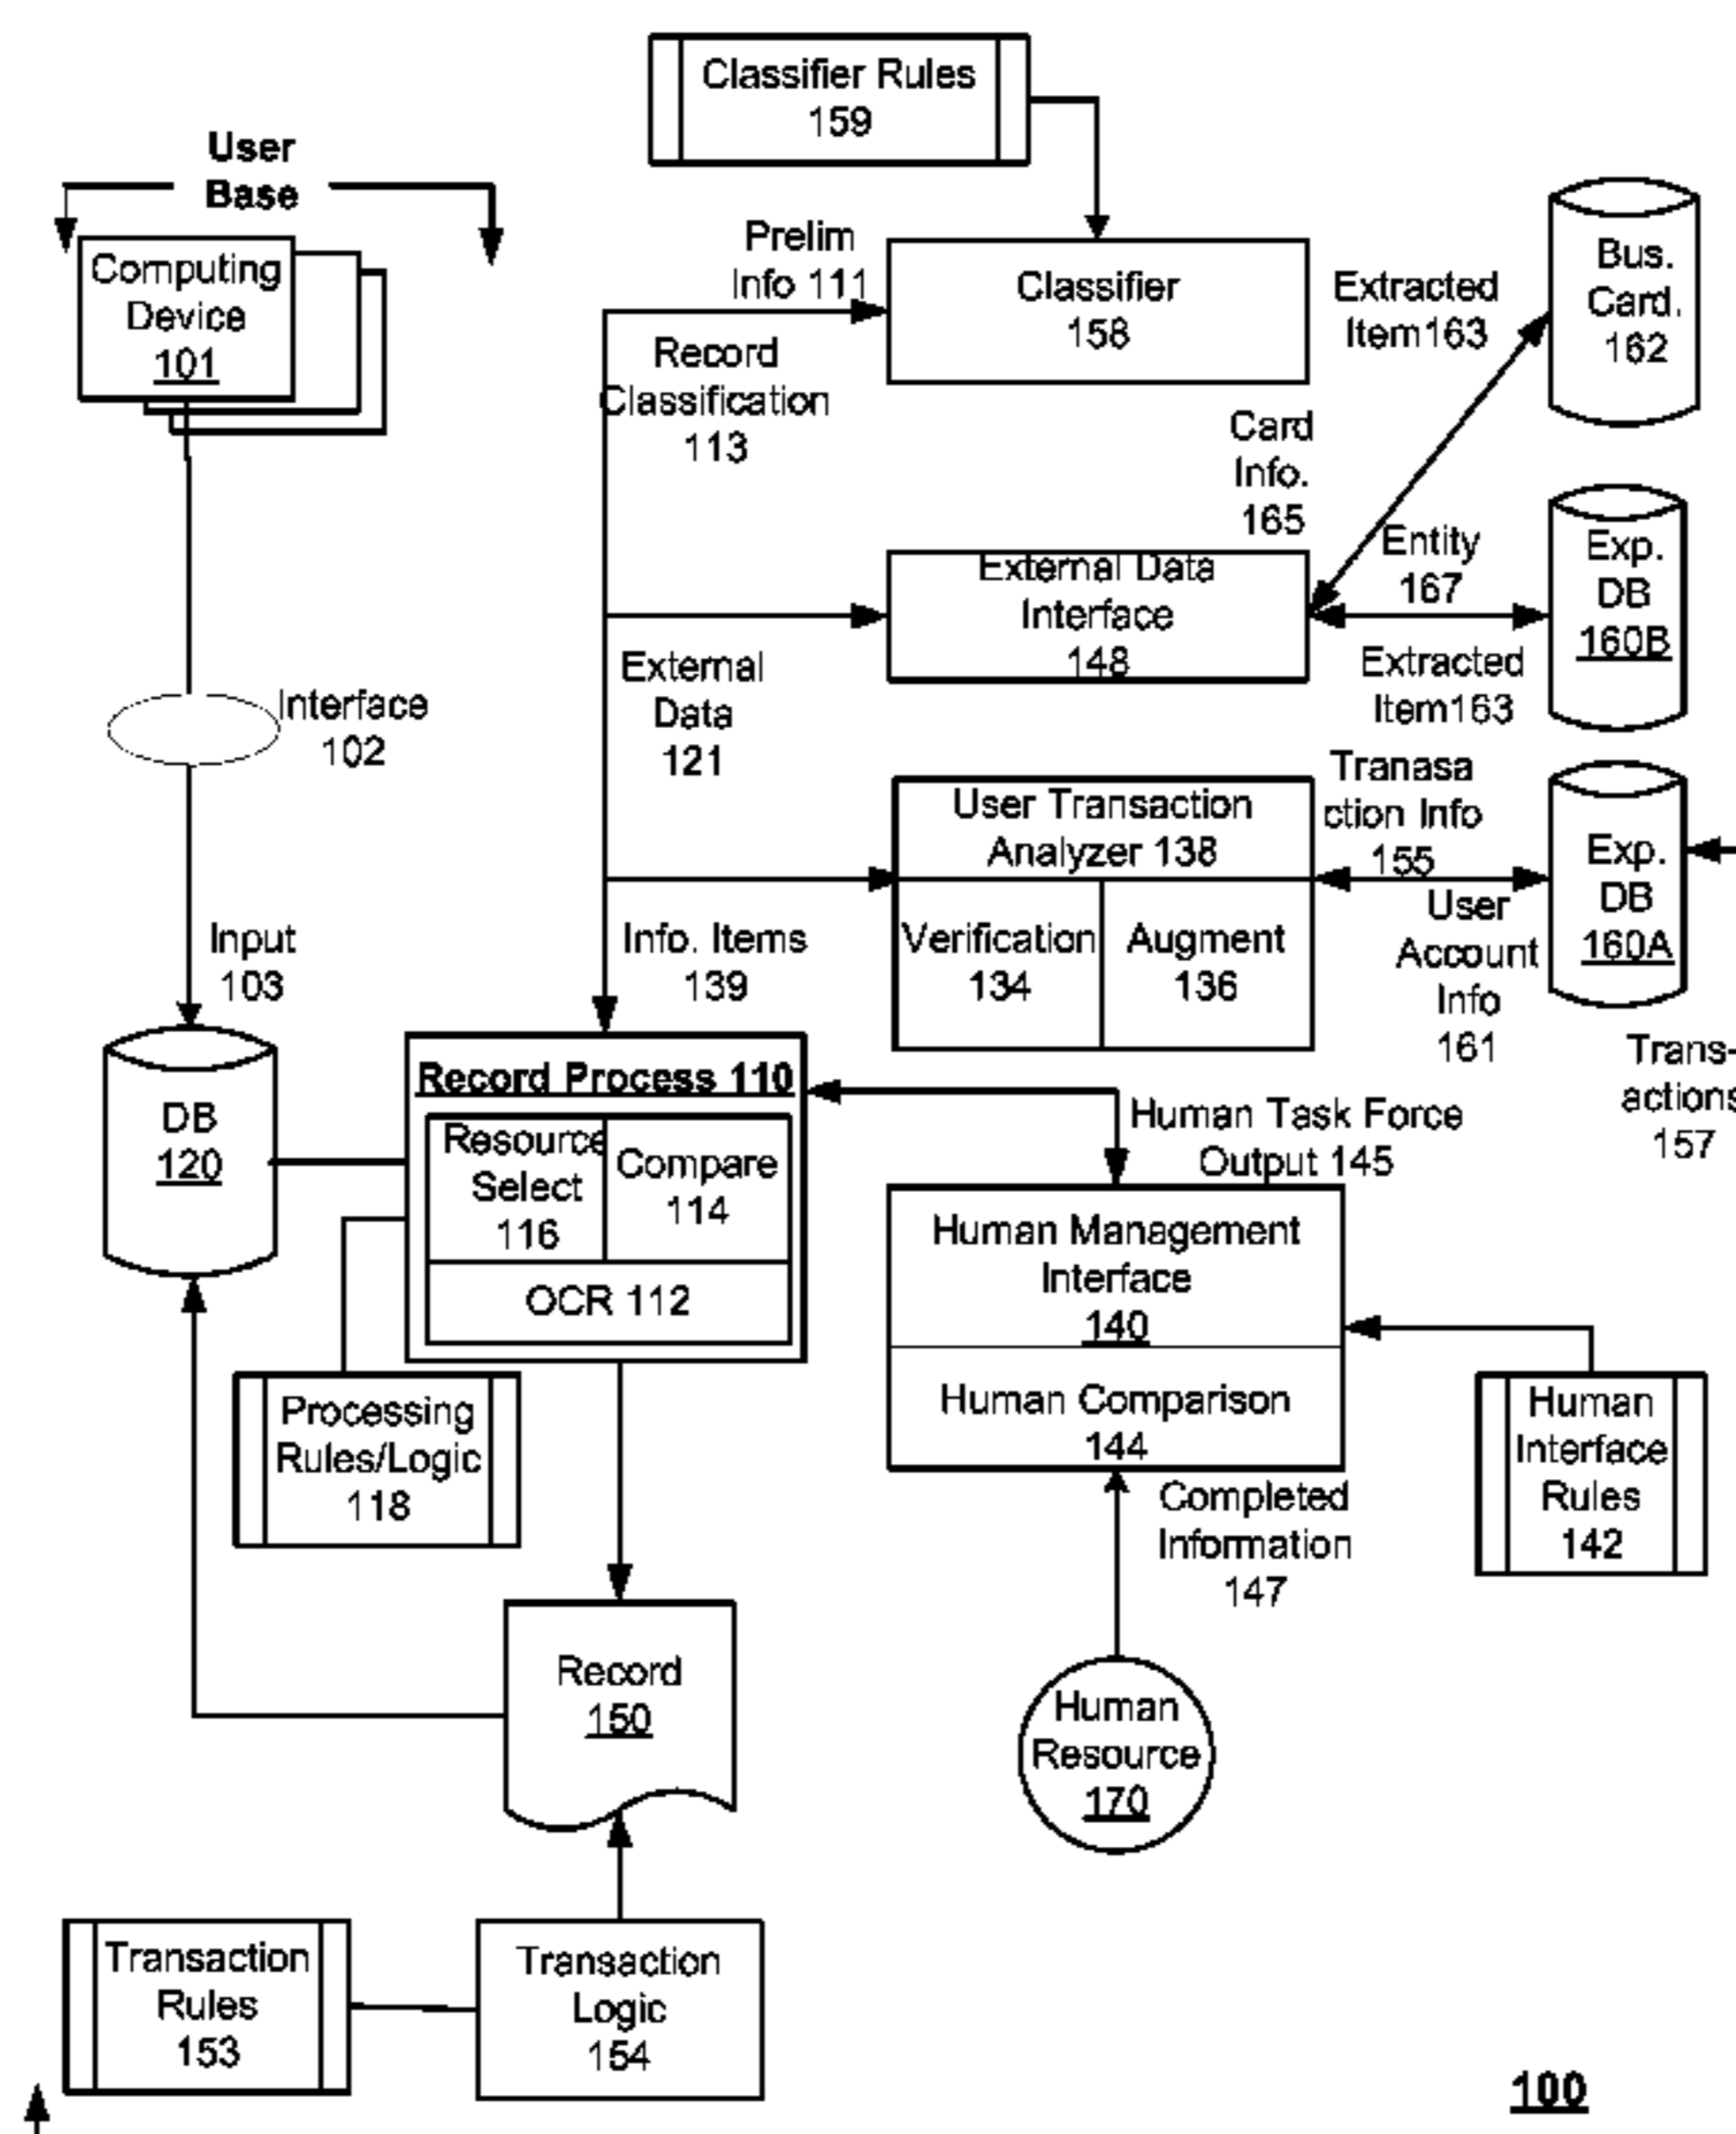 Classifier Rules
159
User
Base
Computing
Device
101
Prelim
Info 111
Classifier
158
Extracted
Item163
Bus.
Card.
162
Record
Classification
113
Card
Info.
165
External Data
Interface
148
Entity
167
Extracted
Item163
Exp.
DB
160B
Interface
102
External
Data
121
User Transaction
Analyzer 138
Verification
134
Augment
136
Tranasa
ction Info
155
User
Account
Info
161
Exp.
DB
160A
Trans-
actions
157
Input
103
Info. Items
139
DB
120
Record Process 110
Resource
Select
116
Compare
114
OCR 112
Human Task Force
Output 145
Human Management
Interface
140
Human Comparison
144
Human
Interface
Rules
142
Processing
Rules/Logic
118
Completed
Information
147
Record
150
Human
Resource
170
Transaction
Rules
153
Transaction
Logic
154
100